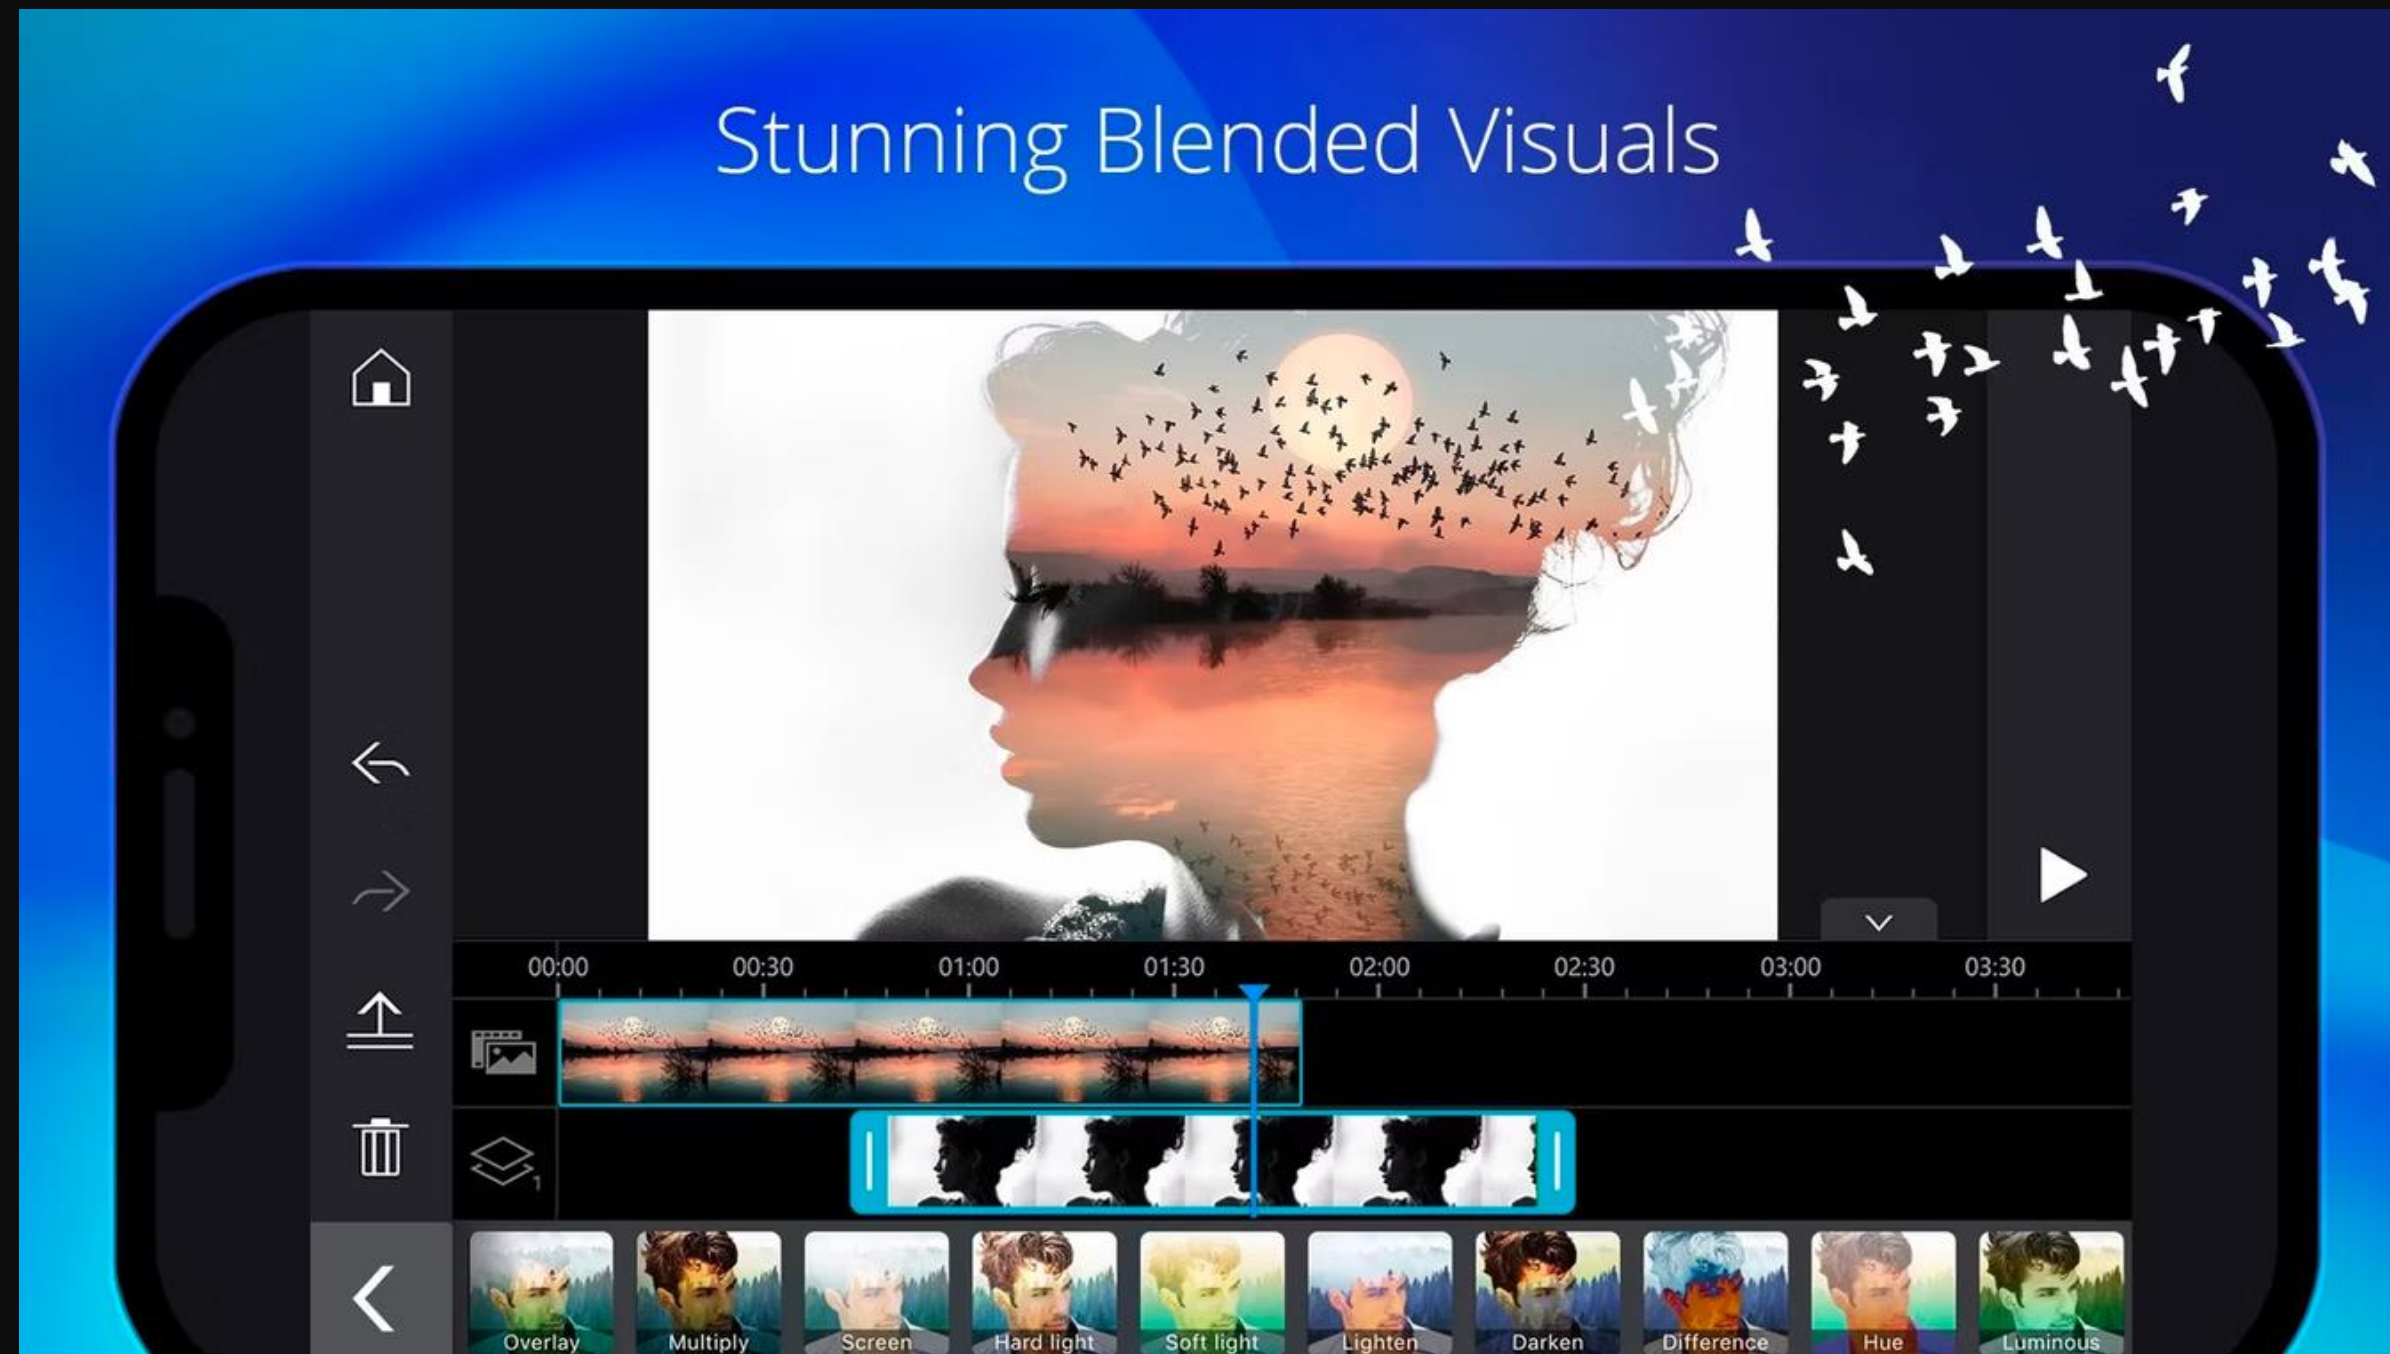 Stunning Blended Visuals
00:00 00:30 01:00 01:30 02:00 02:30 03:00 03:30
1
Overlay Multiply Screen Hard light Soft light Lighten Darken Difference Hue Luminous